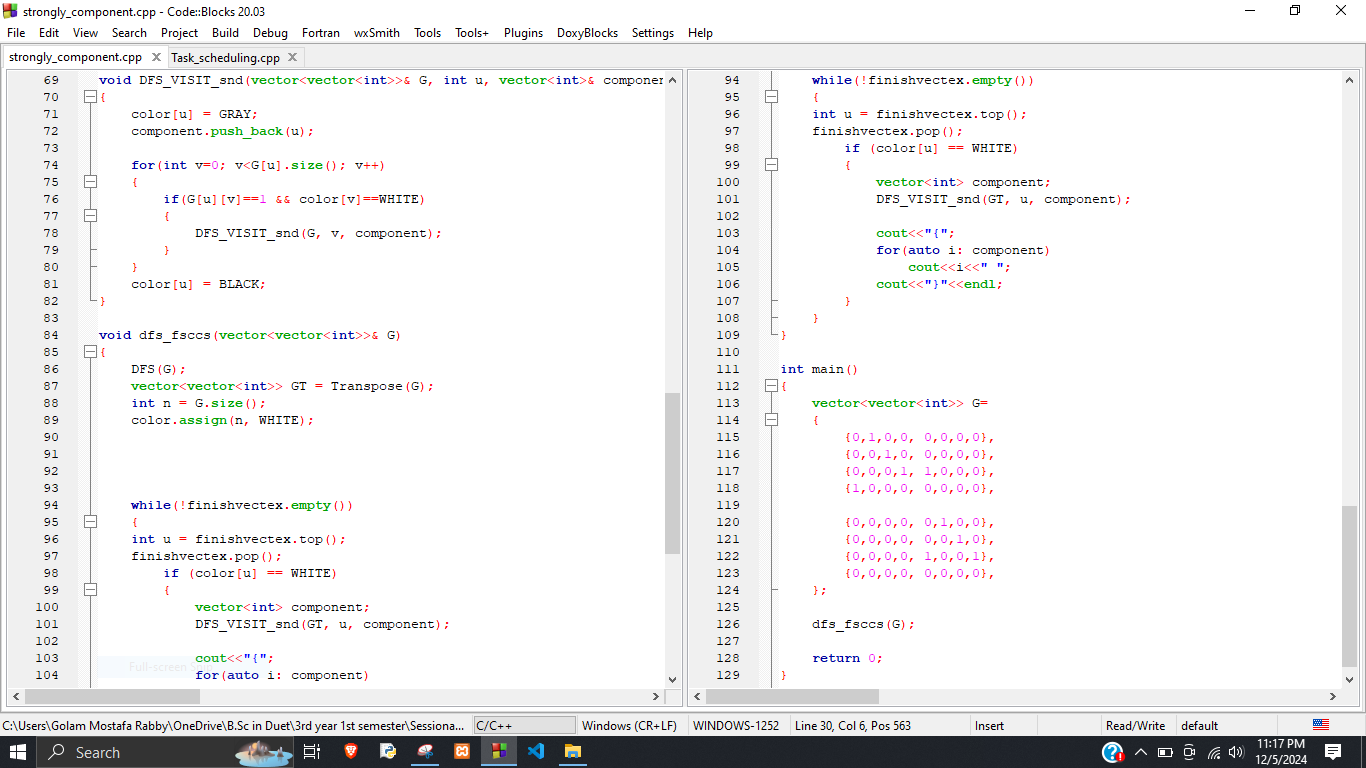 strongly_component.cpp - Code::Blocks 20.03
File Edit View Search Project Build Debug Fortran wxSmith Tools Tools+ Plugins DoxyBlocks Settings Help
strongly_component.cpp Task_scheduling.cpp
69 void DFS_VISIT_snd(vector<vector<int>>& G, int u, vector<int>& componen
70 {
71 color[u] = GRAY;
72 component.push_back(u);
73
74 for(int v=0; v<G[u].size(); v++)
75 {
76 if(G[u][v]==1 && color[v]==WHITE)
77 {
78 DFS_VISIT_snd(G, v, component);
79 }
80 }
81 color[u] = BLACK;
82 }
83
84 void dfs_fsccs(vector<vector<int>>& G)
85 {
86 DFS(G);
87 vector<vector<int>> GT = Transpose(G);
88 int n = G.size();
89 color.assign(n, WHITE);
90
91
92
93
94 while(!finishvectex.empty())
95 {
96 int u = finishvectex.top();
97 finishvectex.pop();
98 if (color[u] == WHITE)
99 {
100 vector<int> component;
101 DFS_VISIT_snd(GT, u, component);
102
103 cout<<"{";
104 for(auto i: component)
Full-screen Snip
94 while(!finishvectex.empty())
95 {
96 int u = finishvectex.top();
97 finishvectex.pop();
98 if (color[u] == WHITE)
99 {
100 vector<int> component;
101 DFS_VISIT_snd(GT, u, component);
102
103 cout<<"{";
104 for(auto i: component)
105 cout<<i<<" ";
106 cout<<"}"<<endl;
107 }
108 }
109 }
110
111 int main()
112 {
113 vector<vector<int>> G=
114 {
115 {0,1,0,0, 0,0,0,0},
116 {0,0,1,0, 0,0,0,0},
117 {0,0,0,1, 1,0,0,0},
118 {1,0,0,0, 0,0,0,0},
119
120 {0,0,0,0, 0,1,0,0},
121 {0,0,0,0, 0,0,1,0},
122 {0,0,0,0, 1,0,0,1},
123 {0,0,0,0, 0,0,0,0},
124 };
125
126 dfs_fsccs(G);
127
128 return 0;
129 }
C:\Users\Golam Mostafa Rabby\OneDrive\B.Sc in Duet\3rd year 1st semester\Sessiona... C/C++ Windows (CR+LF) WINDOWS-1252 Line 30, Col 6, Pos 563 Insert Read/Write default
Search
11:17 PM
12/5/2024